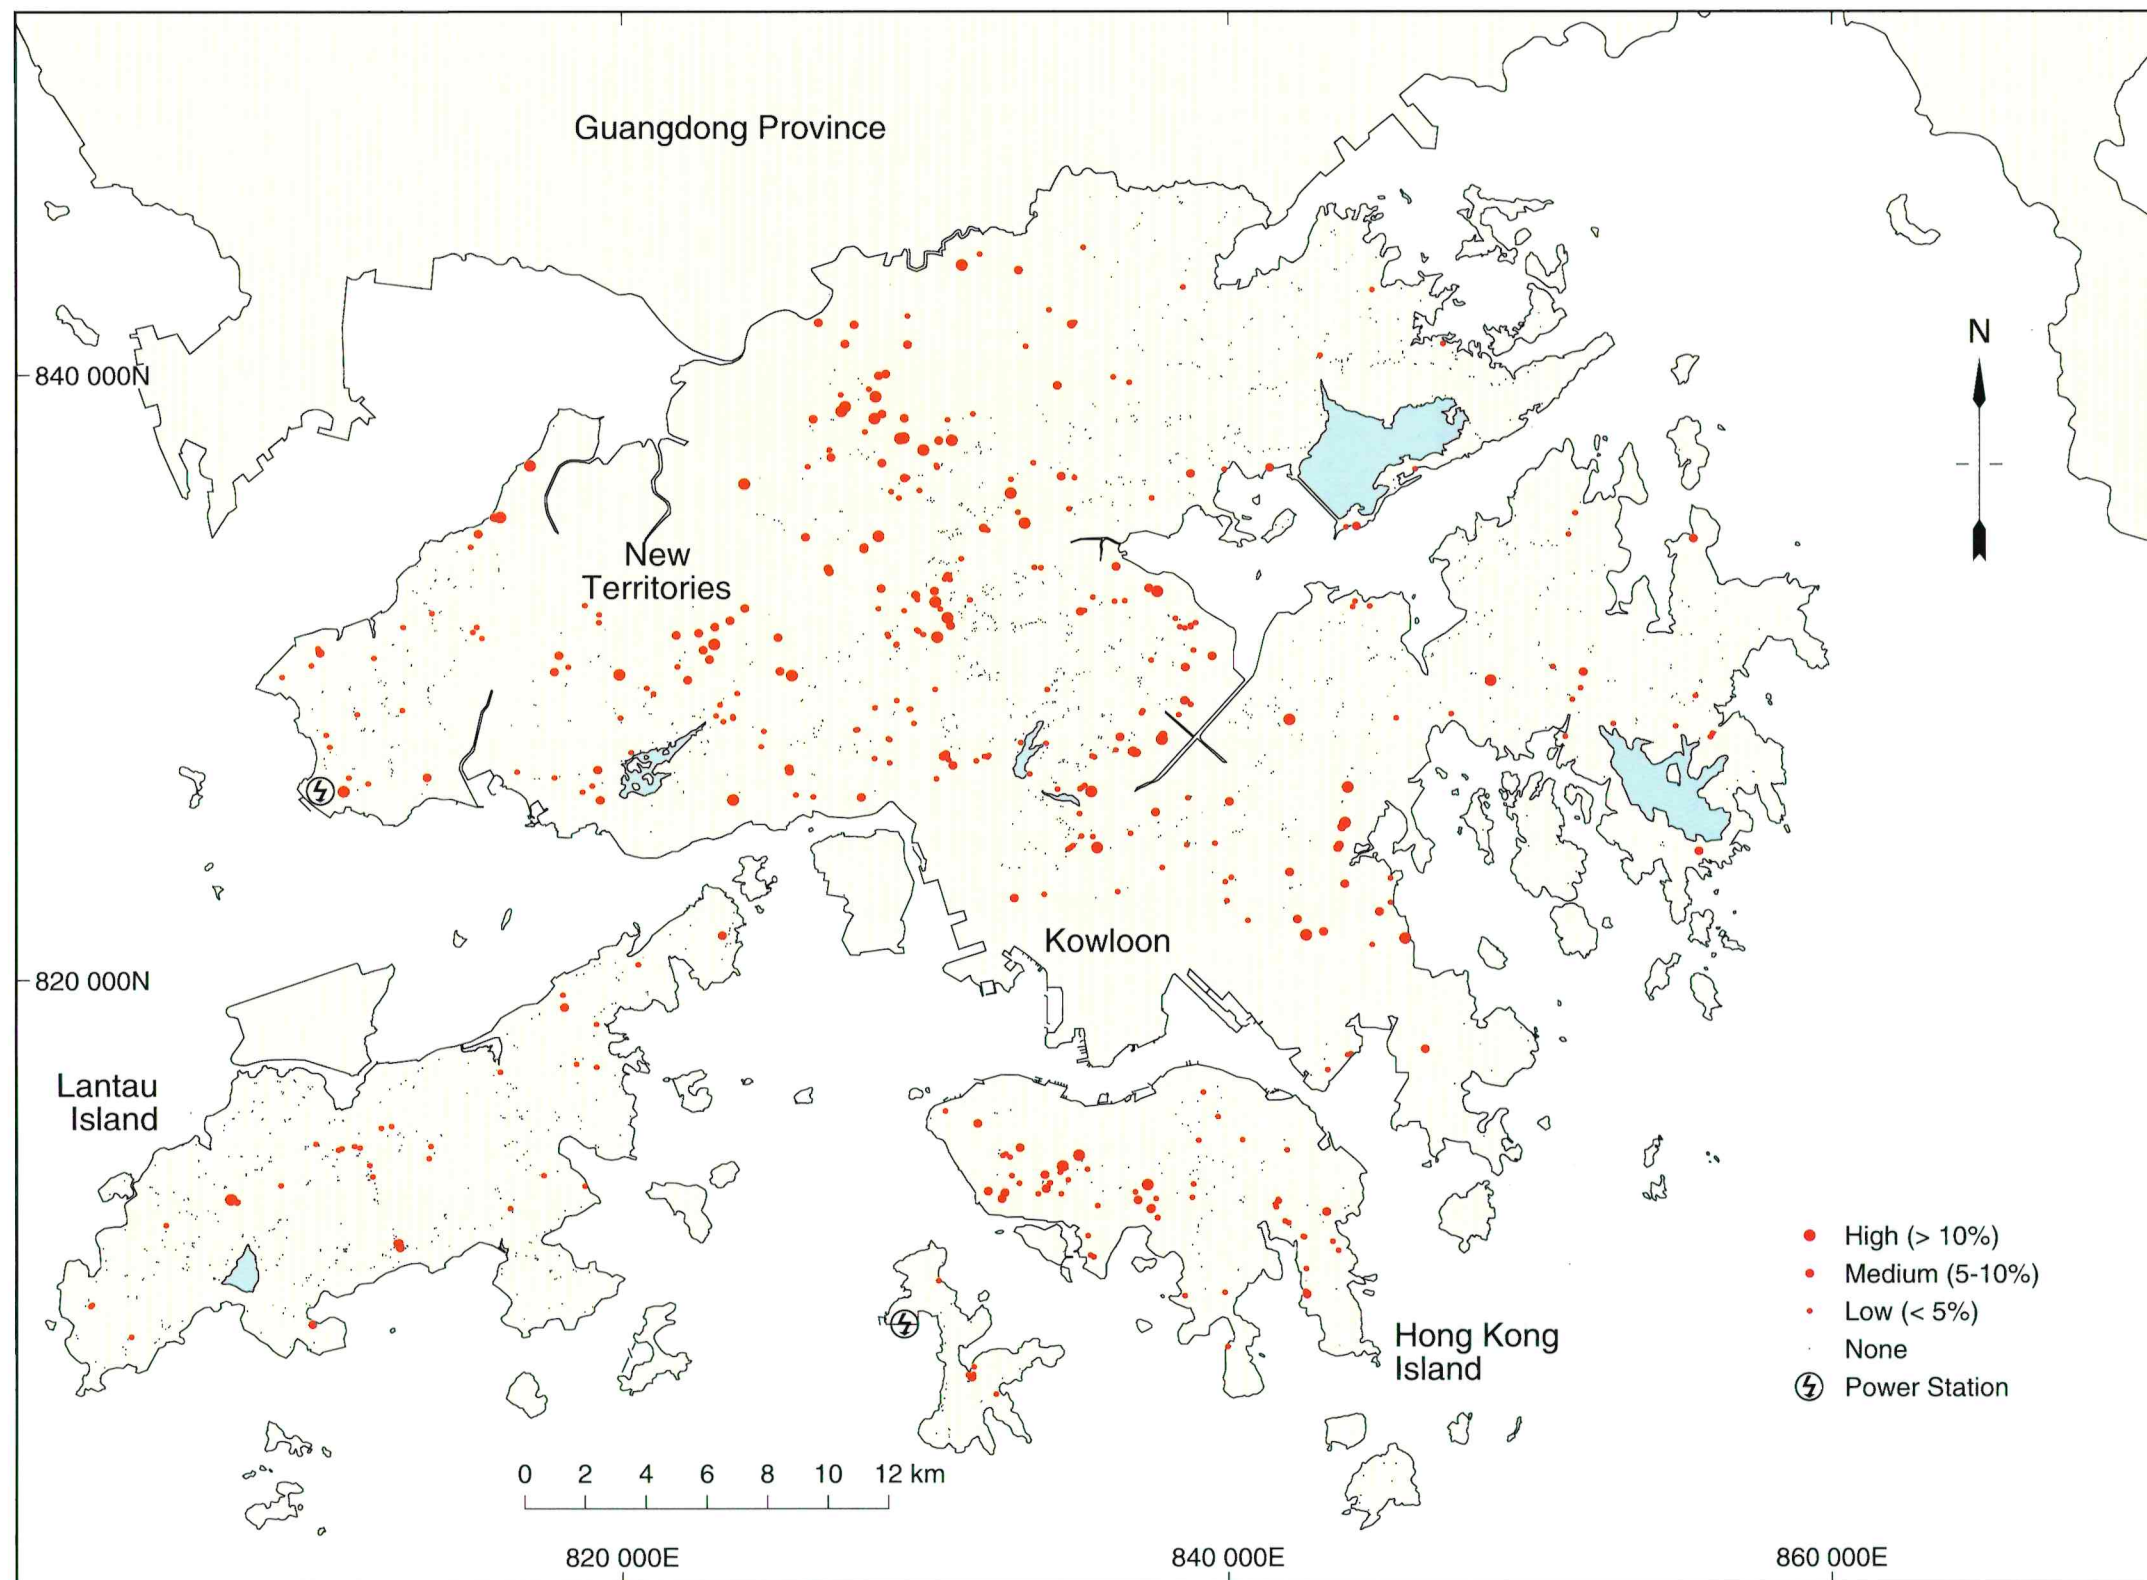 Guangdong Province
N
840 000N
New
Territories
Kowloon
820 000N
Lantau
Island
High (> 10%)
Medium (5-10%)
Low (< 5%)
None
Power Station
Hong Kong
Island
0 2 4 6 8 10 12 km
820 000E 840 000E 860 000E